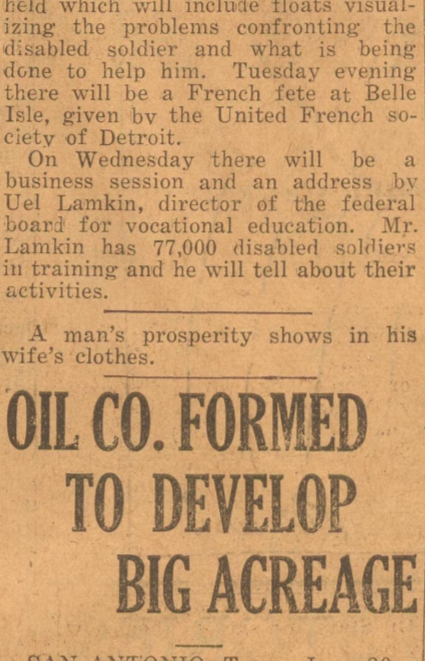 held which will include floats visual-
izing the problems confronting the
disabled soldier and what is being
done to help him. Tuesday evening
there will be a French fete at Belle
Isle, given by the United French so-
ciety of Detroit.
On Wednesday there will be a
business session and an address by
Uel Lamkin, director of the federal
board for vocational education. Mr.
Lamkin has 77,000 disabled soldiers
in training and he will tell about their
activities.
A man's prosperity shows in his
wife's clothes.
OIL CO. FORMED
TO DEVELOP
BIG ACREAGE
SAN ANTONIO,